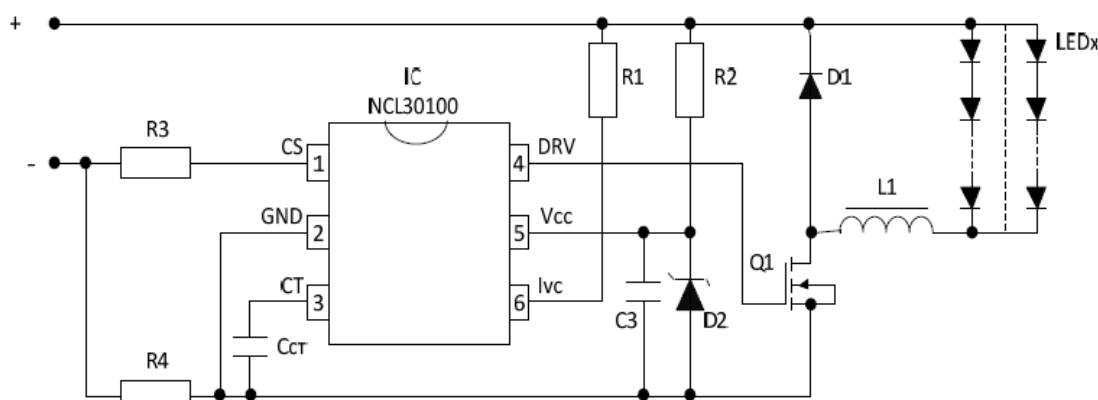 +
IC
NCL30100
R1
R2
D1
LEDx
R3
CS
1
4
DRV
-
GND
2
5
Vcc
L1
CT
3
6
Ivc
Q1
CCT
C3
D2
R4